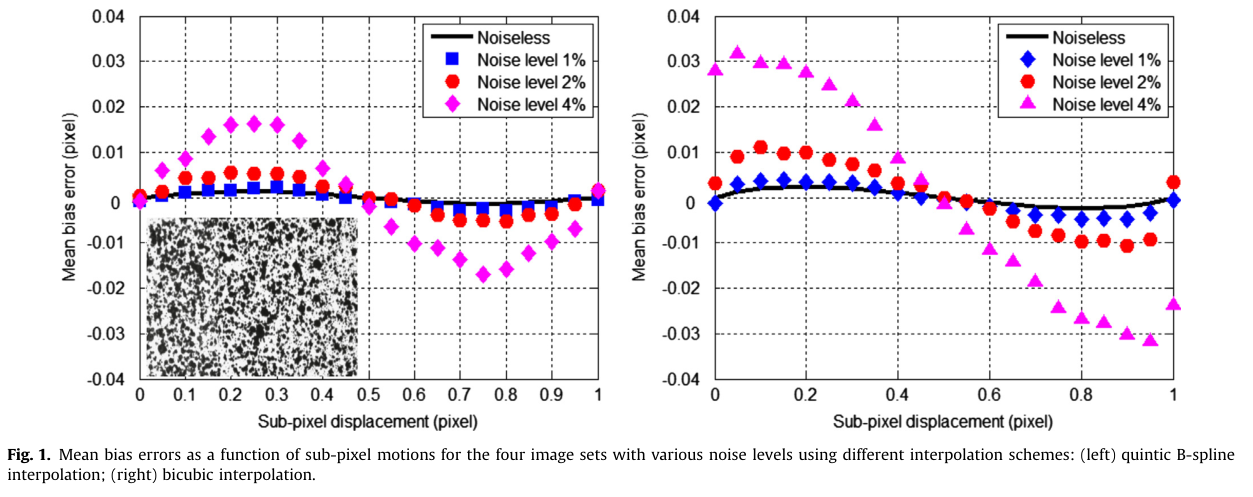 0.04
0.03
0.02
0.01
0
-0.01
-0.02
-0.03
-0.04
Mean bias error (pixel)
Noiseless
Noise level 1%
Noise level 2%
Noise level 4%
0 0.1 0.2 0.3 0.4 0.5 0.6 0.7 0.8 0.9 1
Sub-pixel displacement (pixel)
0.04
0.03
0.02
0.01
0
-0.01
-0.02
-0.03
-0.04
Mean bias error (pixel)
Noiseless
Noise level 1%
Noise level 2%
Noise level 4%
0 0.2 0.4 0.6 0.8 1
Sub-pixel displacement (pixel)
Fig. 1. Mean bias errors as a function of sub-pixel motions for the four image sets with various noise levels using different interpolation schemes: (left) quintic B-spline
interpolation; (right) bicubic interpolation.